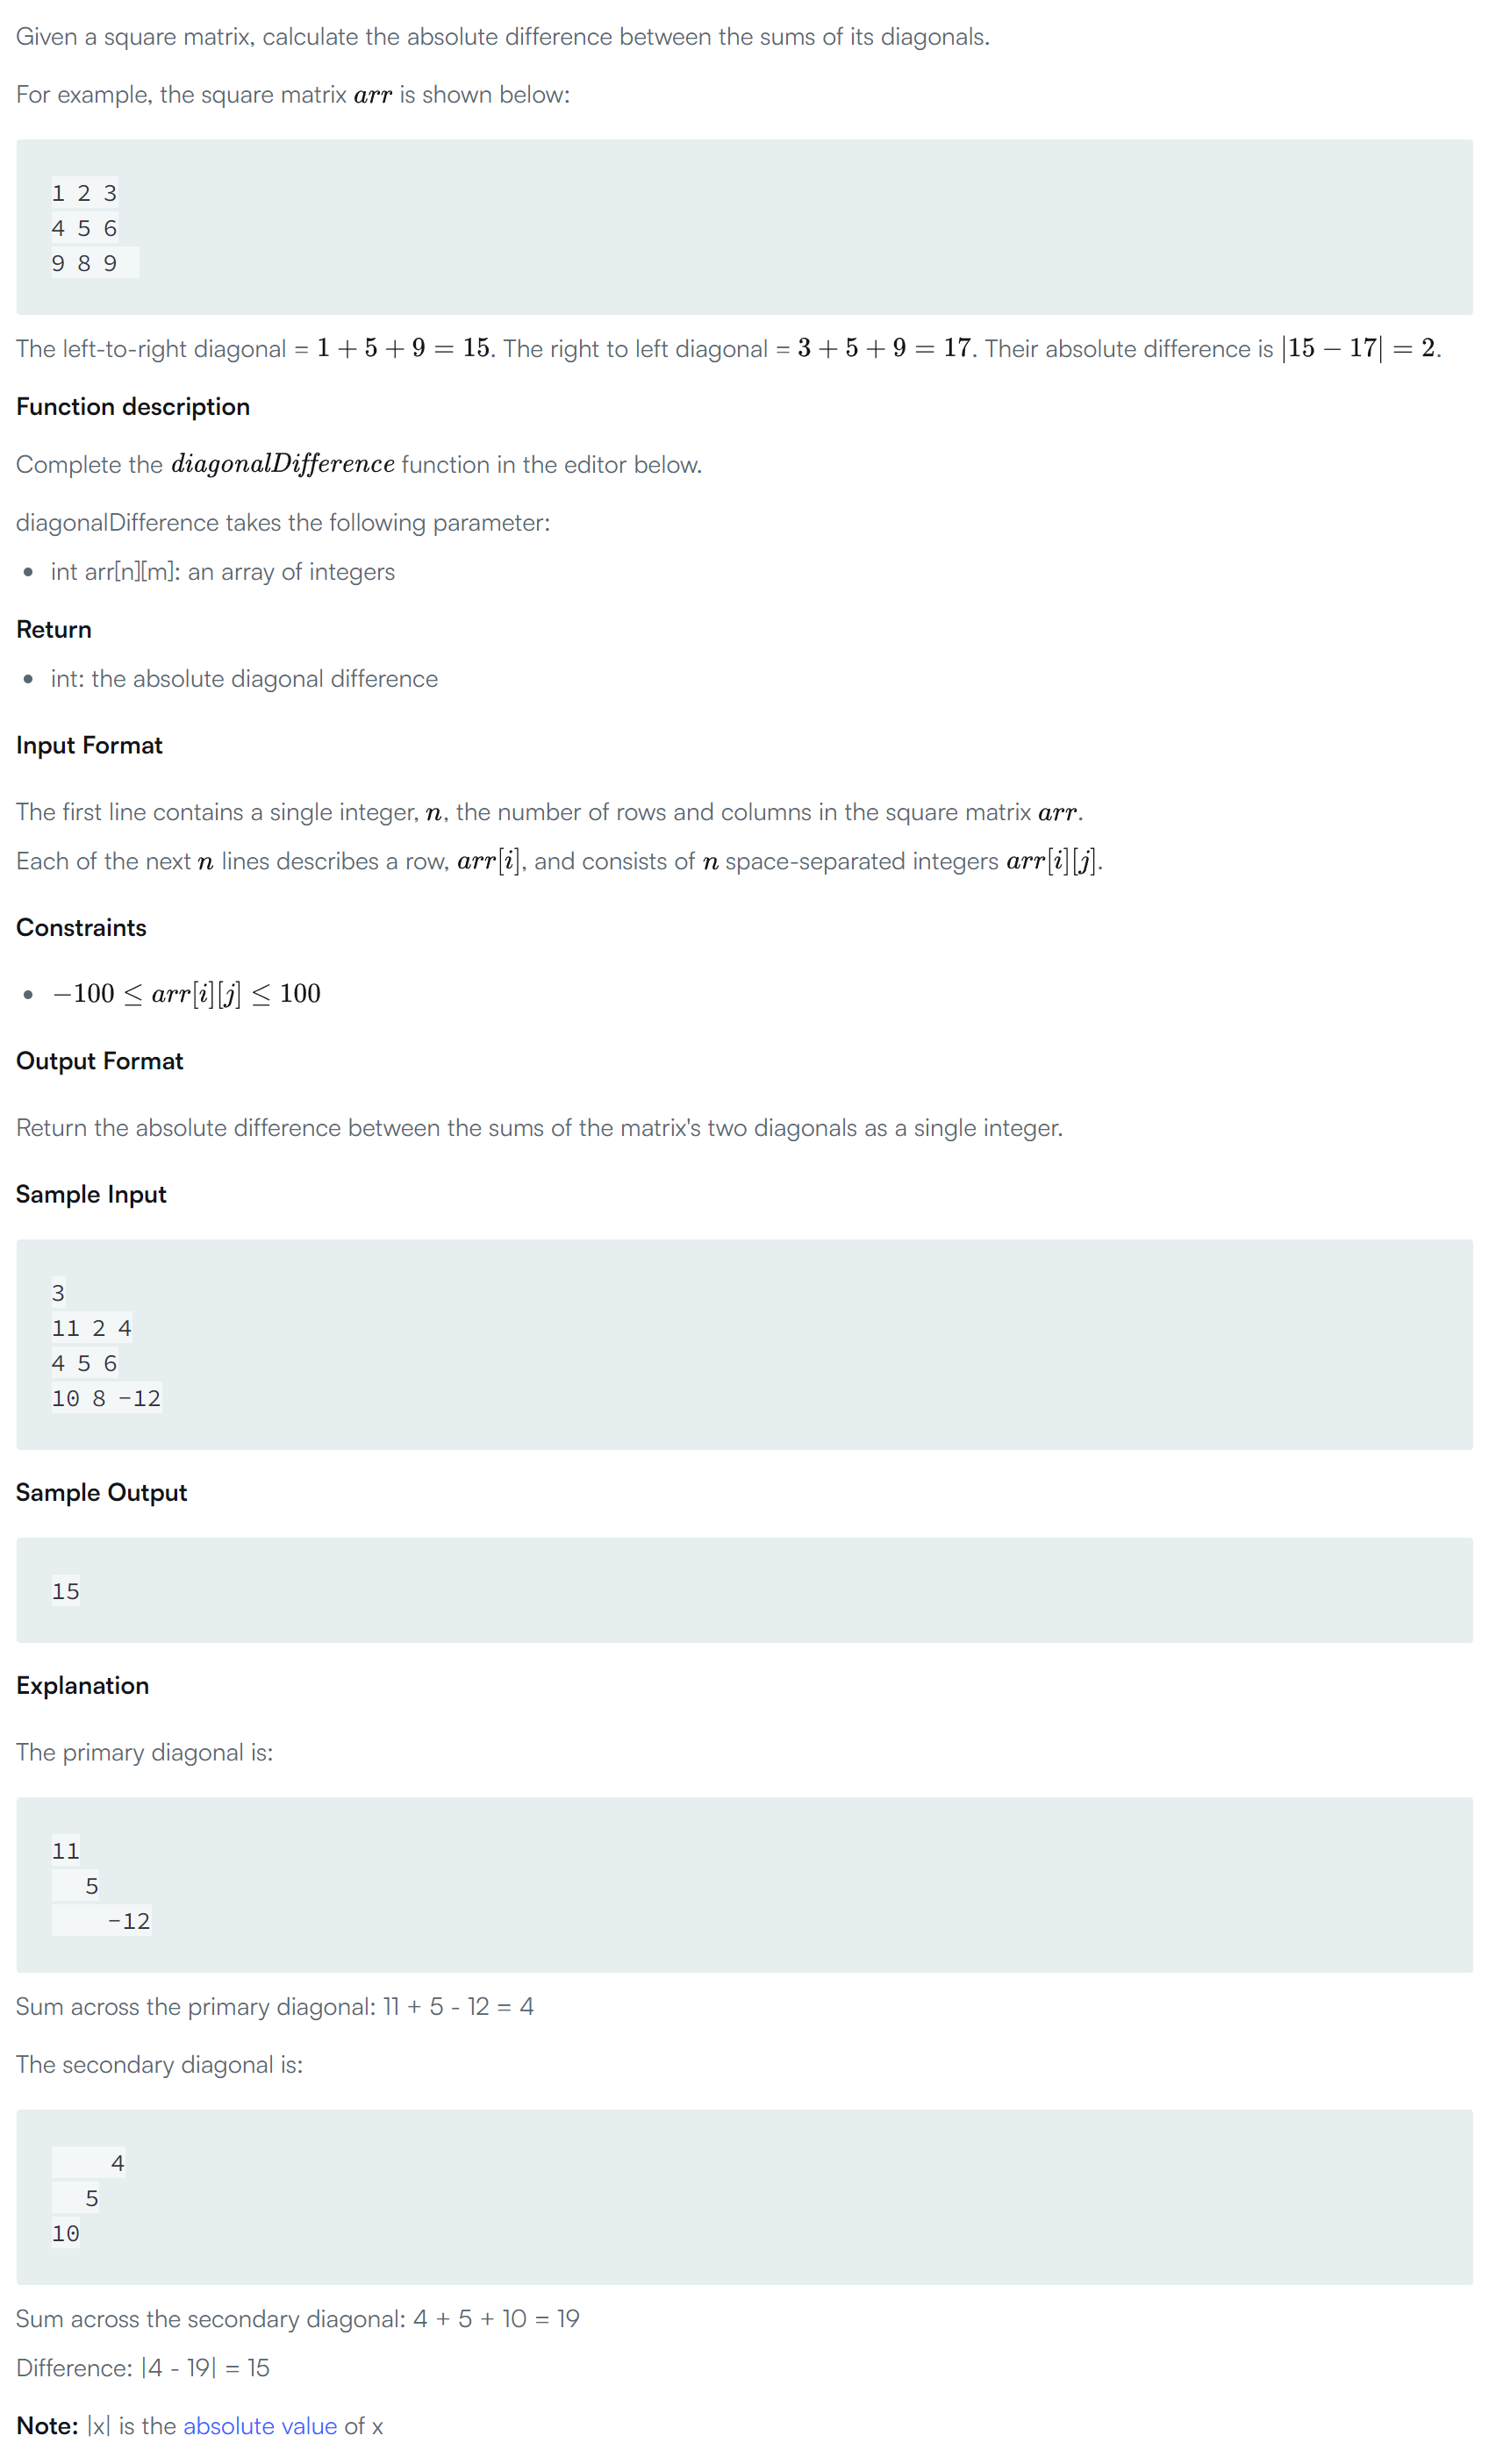 Given a square matrix, calculate the absolute difference between the sums of its diagonals.
For example, the square matrix arr is shown below:
1 2 3
4 5 6
9 8 9
The left-to-right diagonal = 1 + 5 + 9 = 15. The right to left diagonal = 3 + 5 + 9 = 17. Their absolute difference is |15 − 17| = 2.
Function description
Complete the diagonalDifference function in the editor below.
diagonalDifference takes the following parameter:
• int arr[n][m]: an array of integers
Return
• int: the absolute diagonal difference
Input Format
The first line contains a single integer, n, the number of rows and columns in the square matrix arr.
Each of the next n lines describes a row, arr[i], and consists of n space-separated integers arr[i][j].
Constraints
• −100 ≤ arr[i][j] ≤ 100
Output Format
Return the absolute difference between the sums of the matrix's two diagonals as a single integer.
Sample Input
3
11 2 4
4 5 6
10 8 -12
Sample Output
15
Explanation
The primary diagonal is:
11
5
-12
Sum across the primary diagonal: 11 + 5 - 12 = 4
The secondary diagonal is:
4
5
10
Sum across the secondary diagonal: 4 + 5 + 10 = 19
Difference: |4 - 19| = 15
Note: |x| is the absolute value of x